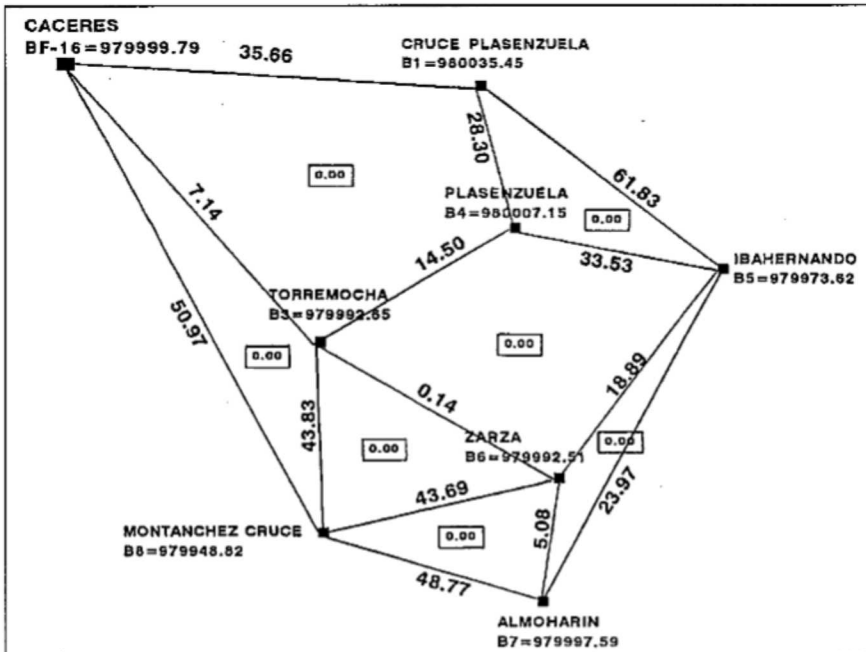 CACERES
BF-16=979999.79
35.66
CRUCE PLASENZUELA
B1=980035.45
28.30
61.83
0.00
7.14
PLASENZUELA
B4=980007.15
0.00
33.53
IBAHERNANDO
B5=979973.62
14.50
TORREMOCHA
B3=979992.65
50.97
0.00
0.00
18.89
0.14
43.83
ZARZA
B6=979992.51
0.00
0.00
23.97
43.69
MONTANCHEZ CRUCE
B8=979948.82
0.00
5.08
48.77
ALMOHARIN
B7=979997.59